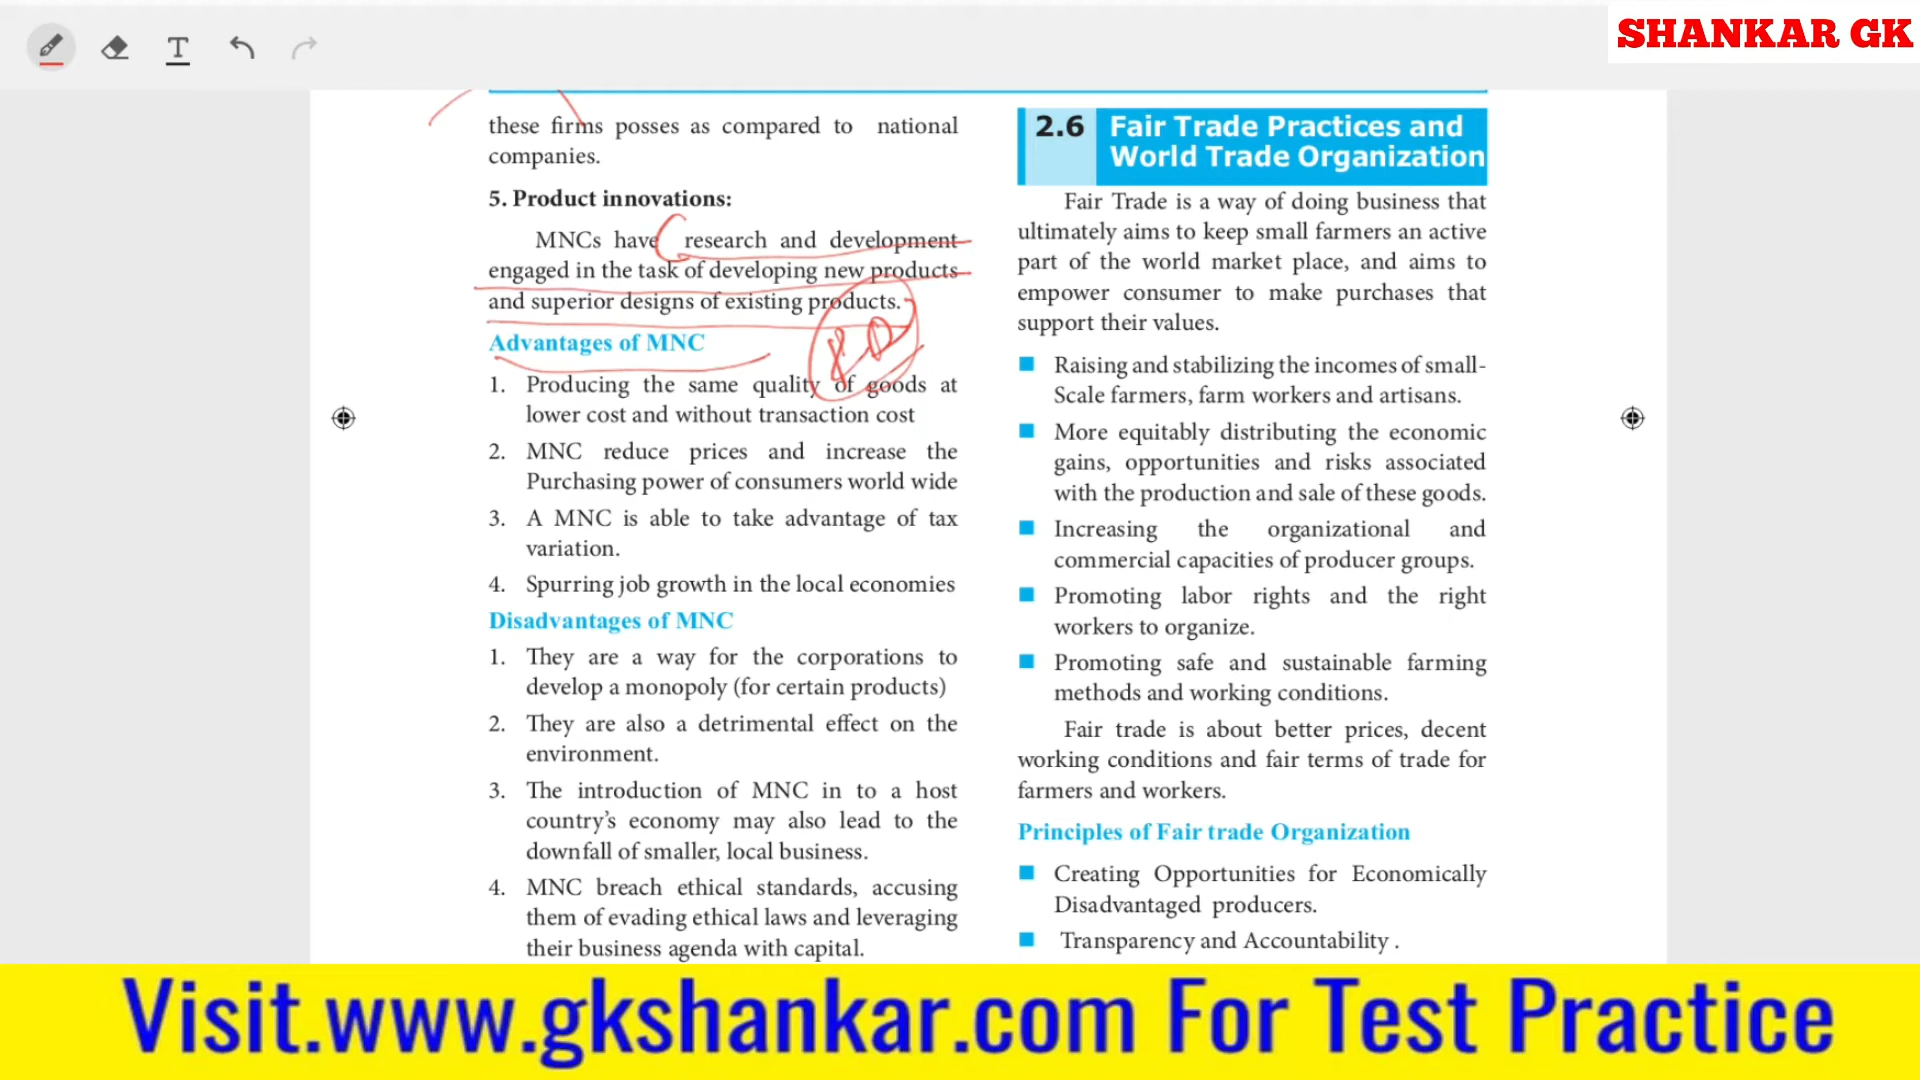 SHANKAR GK
these firms posses as compared to national
companies.
5. Product innovations:
MNCs have research and development
engaged in the task of developing new products
and superior designs of existing products.
Advantages of MNC
1. Producing the same quality of goods at
lower cost and without transaction cost
2. MNC reduce prices and increase the
Purchasing power of consumers world wide
3. A MNC is able to take advantage of tax
variation.
4. Spurring job growth in the local economies
Disadvantages of MNC
1. They are a way for the corporations to
develop a monopoly (for certain products)
2. They are also a detrimental effect on the
environment.
3. The introduction of MNC in to a host
country’s economy may also lead to the
downfall of smaller, local business.
4. MNC breach ethical standards, accusing
them of evading ethical laws and leveraging
their business agenda with capital.
2.6 Fair Trade Practices and
World Trade Organization
Fair Trade is a way of doing business that
ultimately aims to keep small farmers an active
part of the world market place, and aims to
empower consumer to make purchases that
support their values.
Raising and stabilizing the incomes of small-
Scale farmers, farm workers and artisans.
More equitably distributing the economic
gains, opportunities and risks associated
with the production and sale of these goods.
Increasing the organizational and
commercial capacities of producer groups.
Promoting labor rights and the right
workers to organize.
Promoting safe and sustainable farming
methods and working conditions.
Fair trade is about better prices, decent
working conditions and fair terms of trade for
farmers and workers.
Principles of Fair trade Organization
Creating Opportunities for Economically
Disadvantaged producers.
Transparency and Accountability .
Visit.www.gkshankar.com For Test Practice